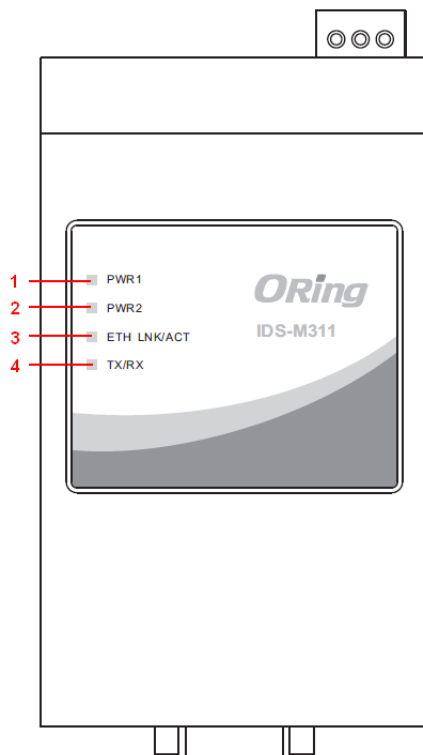 1 PWR1
2 PWR2
3 ETH LNK/ACT
4 TX/RX
ORing
IDS-M311